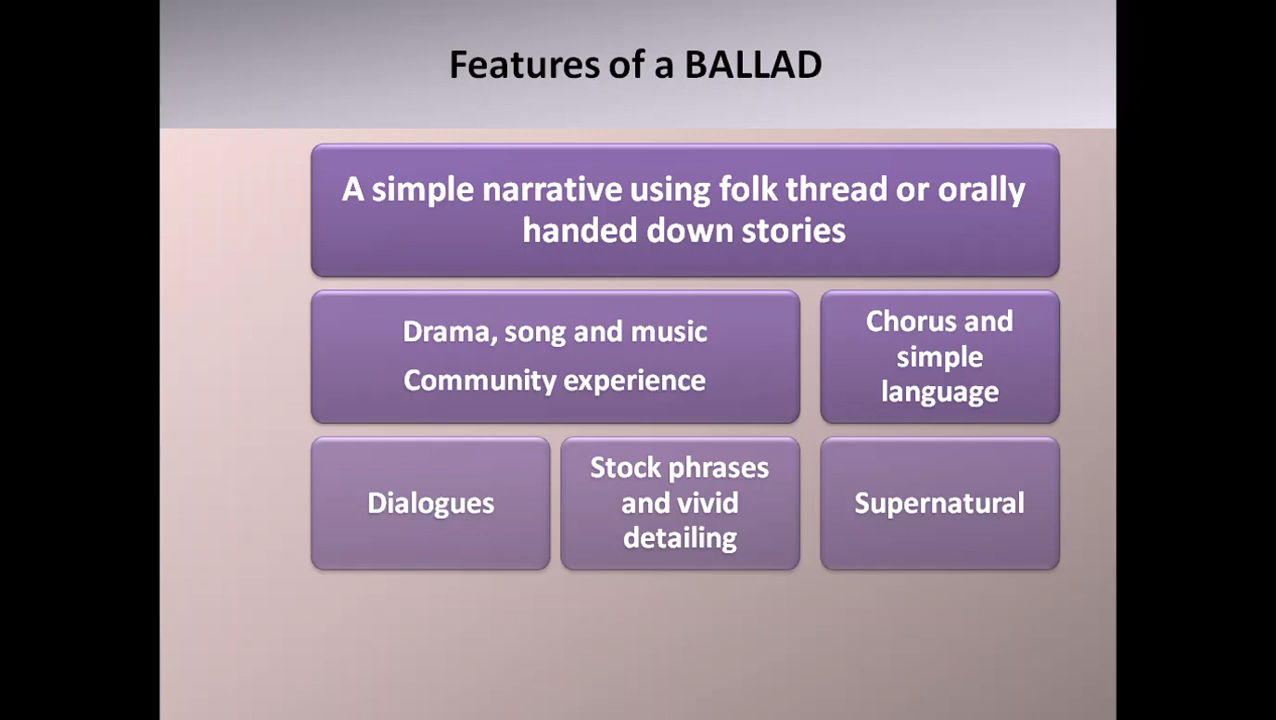 Features of a BALLAD
A simple narrative using folk thread or orally
handed down stories
Drama, song and music
Community experience
Chorus and
simple
language
Dialogues
Stock phrases
and vivid
detailing
Supernatural